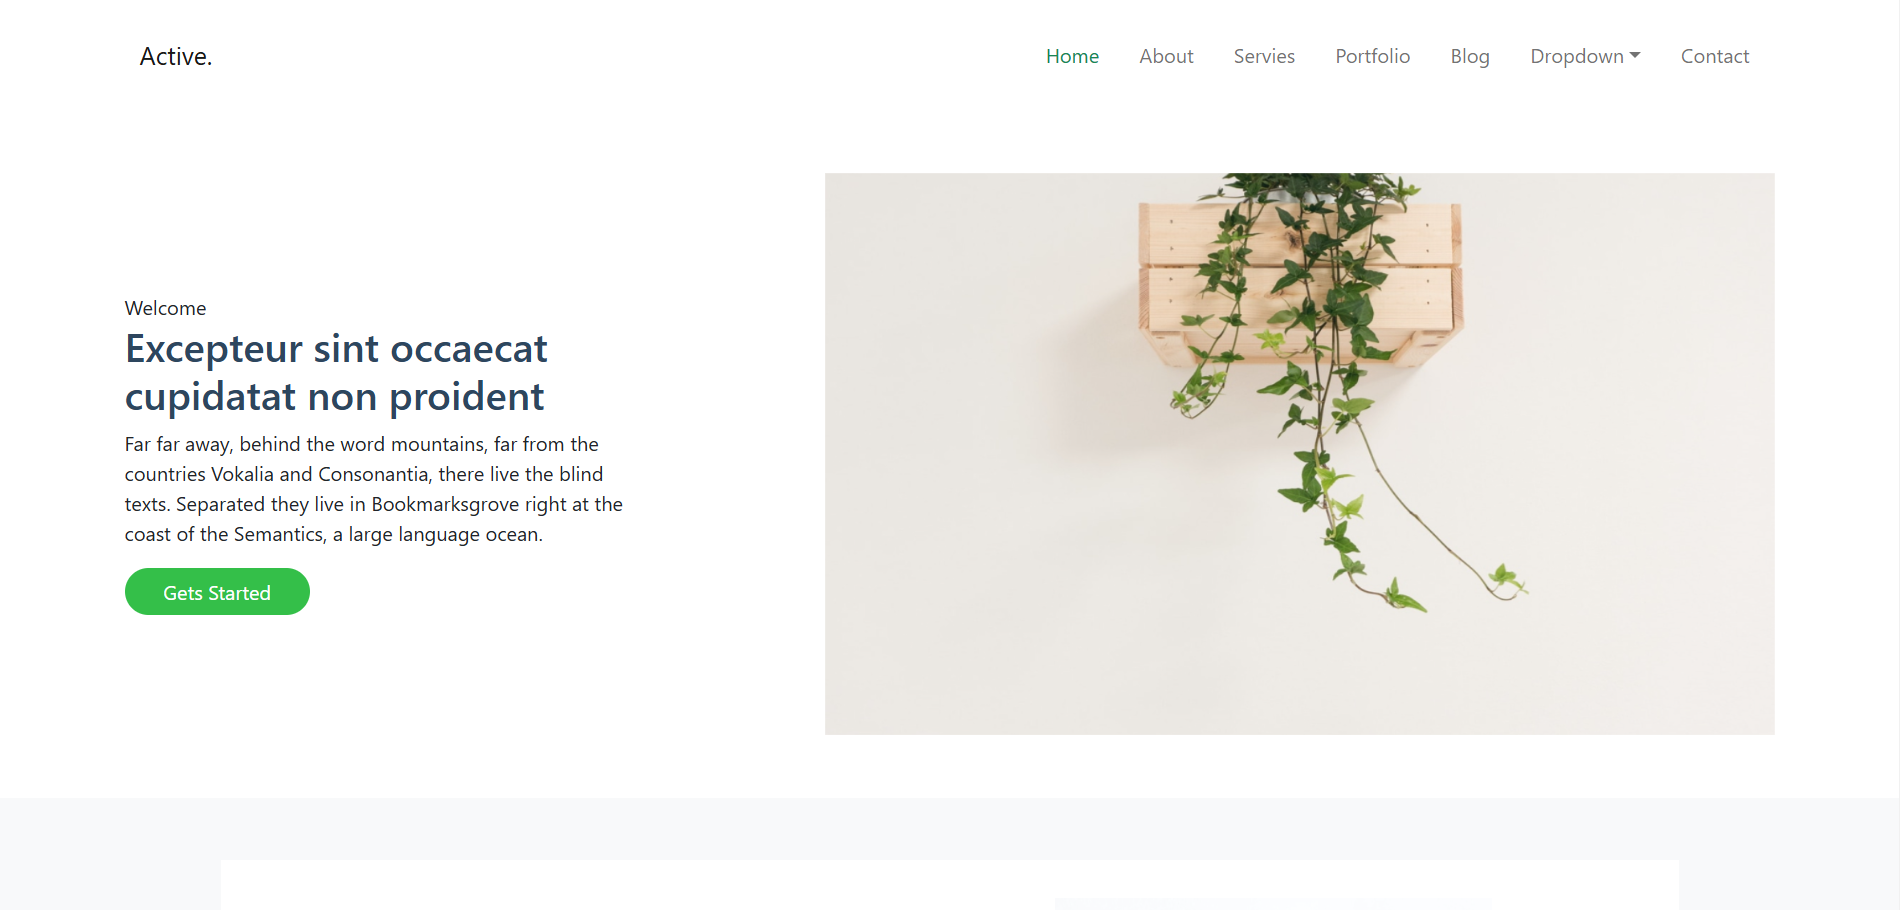 Active.
Home About Servies Portfolio Blog Dropdown Contact
Welcome
Excepteur sint occaecat
cupidatat non proident
Far far away, behind the word mountains, far from the
countries Vokalia and Consonantia, there live the blind
texts. Separated they live in Bookmarksgrove right at the
coast of the Semantics, a large language ocean.
Gets Started